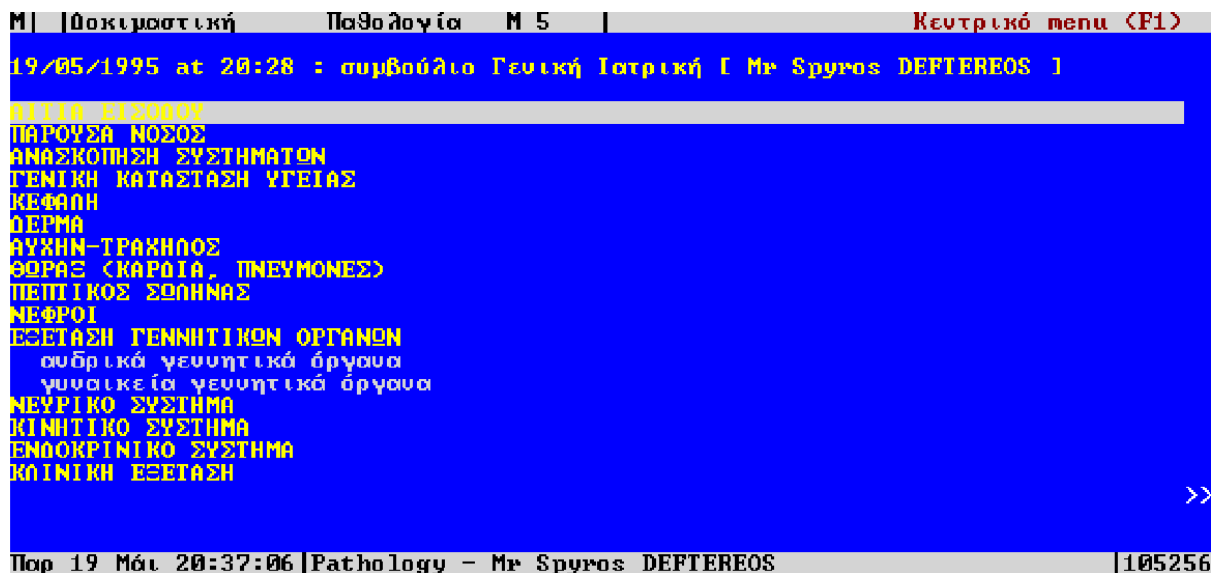 Μ| |Δοκιμαστική Παθολογία Μ 5 | Κεντρικό menu (F1)
19/05/1995 at 20:28 : συμβούλιο Γενική Ιατρική [ Mr Spyros DEFTEREOS ]
ΑΙΤΙΑ ΕΙΣΟΔΟΥ
ΠΑΡΟΥΣΑ ΝΟΣΟΣ
ΑΝΑΣΚΟΠΗΣΗ ΣΥΣΤΗΜΑΤΩΝ
ΓΕΝΙΚΗ ΚΑΤΑΣΤΑΣΗ ΥΓΕΙΑΣ
ΚΕΦΑΛΗ
ΔΕΡΜΑ
ΑΥΧΗΝ-ΤΡΑΧΗΛΟΣ
ΘΩΡΑΞ (ΚΑΡΔΙΑ, ΠΝΕΥΜΟΝΕΣ)
ΠΕΠΤΙΚΟΣ ΣΩΛΗΝΑΣ
ΝΕΦΡΟΙ
ΕΞΕΤΑΣΗ ΓΕΝΝΗΤΙΚΩΝ ΟΡΓΑΝΩΝ
ανδρικά γεννητικά όργανα
γυναικεία γεννητικά όργανα
ΝΕΥΡΙΚΟ ΣΥΣΤΗΜΑ
ΚΙΝΗΤΙΚΟ ΣΥΣΤΗΜΑ
ΕΝΔΟΚΡΙΝΙΚΟ ΣΥΣΤΗΜΑ
ΚΛΙΝΙΚΗ ΕΞΕΤΑΣΗ
>>
Παρ 19 Μάι 20:37:06|Pathology - Mr Spyros DEFTEREOS |105256